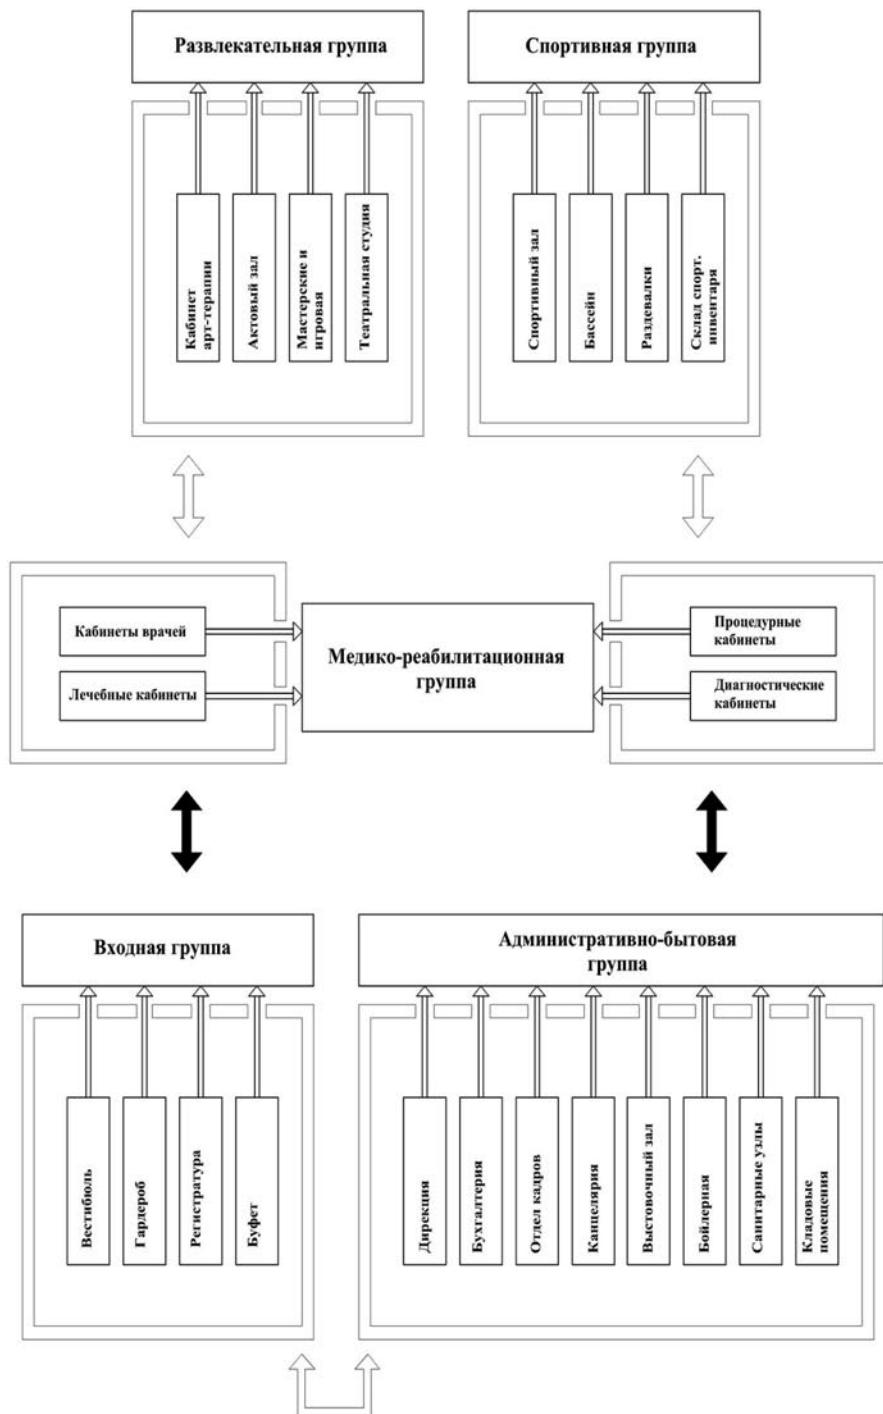 Развлекательная группа
Спортивная группа
Кабинет
арт-терапии
Актовый зал
Мастерские и
игровая
Театральная студия
Спортивный зал
Бассейн
Раздевалки
Склад спорт.
инвентаря
Кабинеты врачей
Лечебные кабинеты
Медико-реабилитационная
группа
Процедурные
кабинеты
Диагностические
кабинеты
Входная группа
Административно-бытовая
группа
Вестибюль
Гардероб
Регистратура
Буфет
Дирекция
Бухгалтерия
Отдел кадров
Канцелярия
Выстовочный зал
Бойлерная
Санитарные узлы
Кладовые
помещения